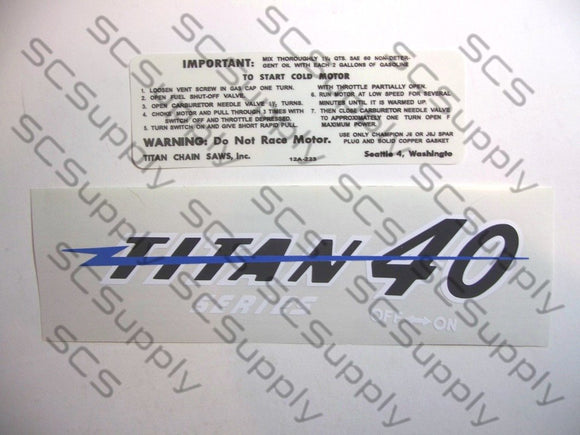 IMPORTANT: MIX THOROUGHLY 1½ QTS. SAE 60 NON-DETER-
GENT OIL WITH EACH 2 GALLONS OF GASOLINE
TO START COLD MOTOR
1. LOOSEN VENT SCREW IN GAS CAP ONE TURN.
2. OPEN FUEL SHUT-OFF VALVE.
3. OPEN CARBURETOR NEEDLE VALVE 1½ TURNS.
4. CHOKE MOTOR AND PULL THROUGH 3 TIMES WITH
SWITCH OFF AND THROTTLE DEPRESSED.
5. TURN SWITCH ON AND GIVE SHORT RAPID PULL
WITH THROTTLE PARTIALLY OPEN.
6. RUN MOTOR AT LOW SPEED FOR SEVERAL
MINUTES UNTIL IT IS WARMED UP
7. THEN CLOSE CARBURETOR NEEDLE VALVE
TO APPROXIMATELY ONE TURN OPEN
MAXIMUM POWER.
WARNING: Do Not Race Motor.
USE ONLY CHAMPION J8 OR J6J SPAR
PLUG AND SOLID COPPER GASKET
TITAN CHAIN SAWS, Inc. 12A-223 Seattle 4, Washingto
TITAN 40
SERIES
OFF ON
SCSupply